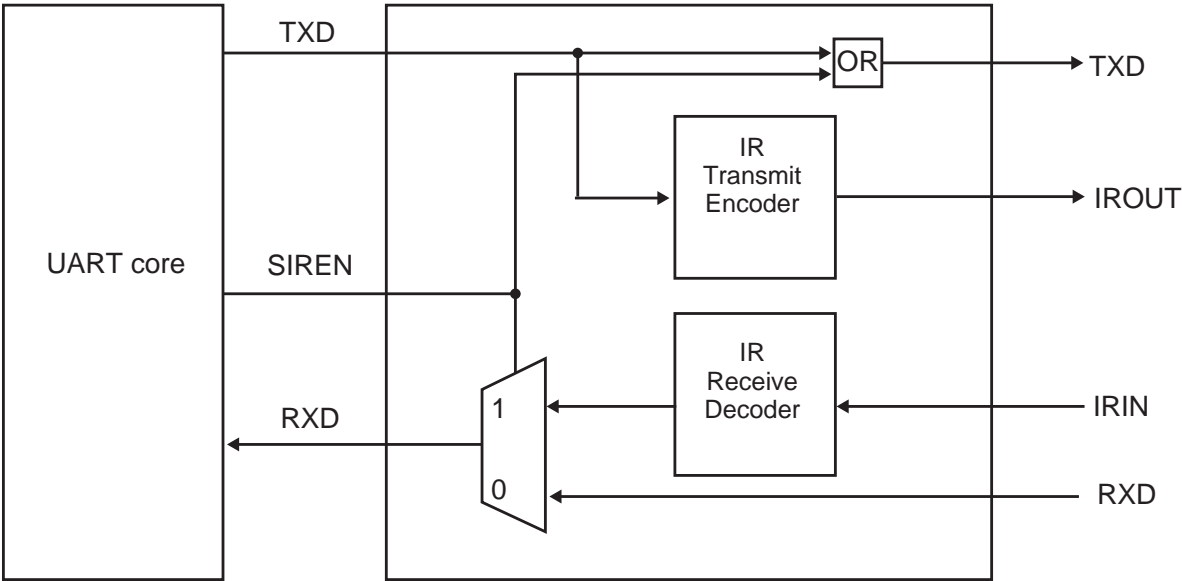 TXD
OR
TXD
IR
Transmit
Encoder
IROUT
UART core
SIREN
IR
Receive
Decoder
1
IRIN
RXD
0
RXD